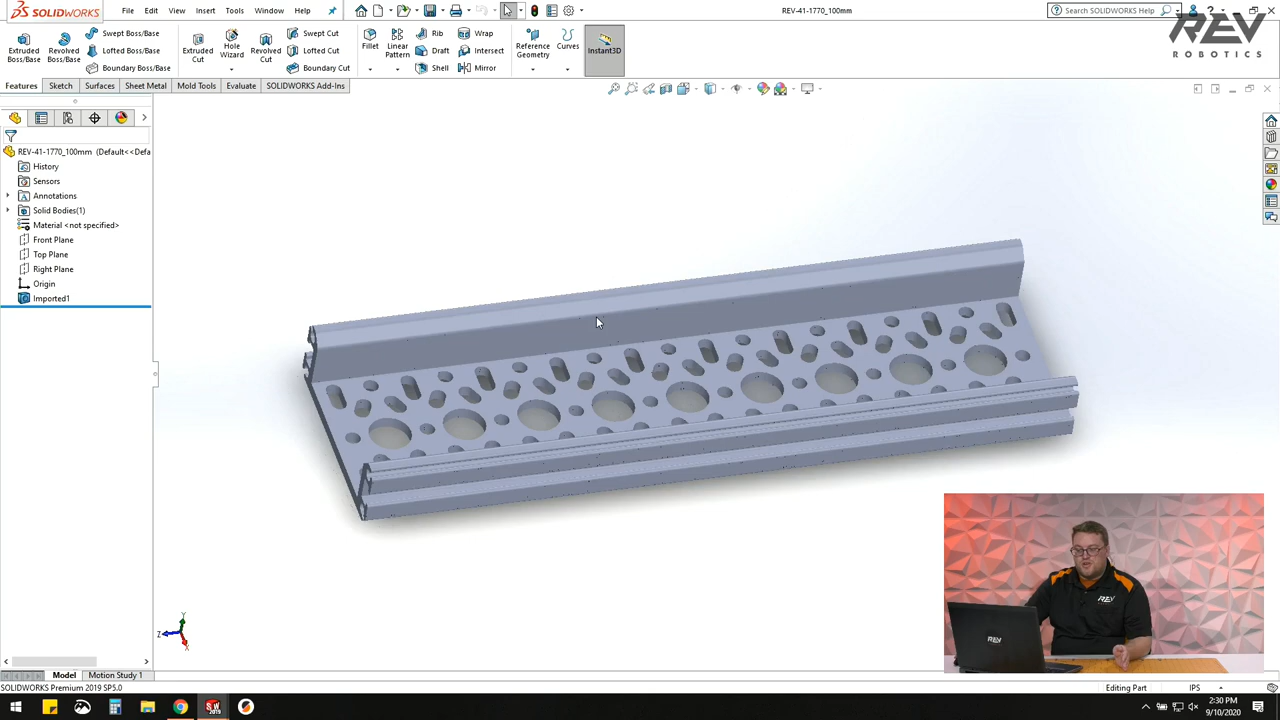 SOLIDWORKS
File
Edit
View
Insert
Tools
Window
Help
REV-41-1770_100mm
Search SOLIDWORKS Help
REV
ROBOTICS
Extruded Boss/Base
Revolved Boss/Base
Swept Boss/Base
Lofted Boss/Base
Boundary Boss/Base
Extruded Cut
Hole Wizard
Revolved Cut
Swept Cut
Lofted Cut
Boundary Cut
Fillet
Linear Pattern
Rib
Draft
Shell
Wrap
Intersect
Mirror
Reference Geometry
Curves
Instant3D
Features
Sketch
Surfaces
Sheet Metal
Mold Tools
Evaluate
SOLIDWORKS Add-Ins
REV-41-1770_100mm (Default<<Defa
History
Sensors
Annotations
Solid Bodies(1)
Material <not specified>
Front Plane
Top Plane
Right Plane
Origin
Imported1
Y
Z
X
REV
REV
Model
Motion Study 1
SOLIDWORKS Premium 2019 SP5.0
Editing Part
IPS
SW
2019
2:30 PM
9/10/2020